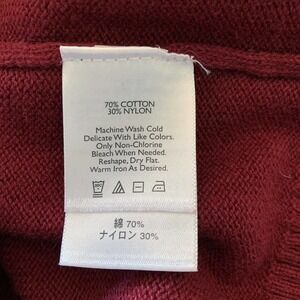 70% COTTON
30% NYLON
Machine Wash Cold
Delicate With Like Colors.
Only Non-Chlorine
Bleach When Needed.
Reshape, Dry Flat.
Warm Iron As Desired.
綿 70%
ナイロン 30%